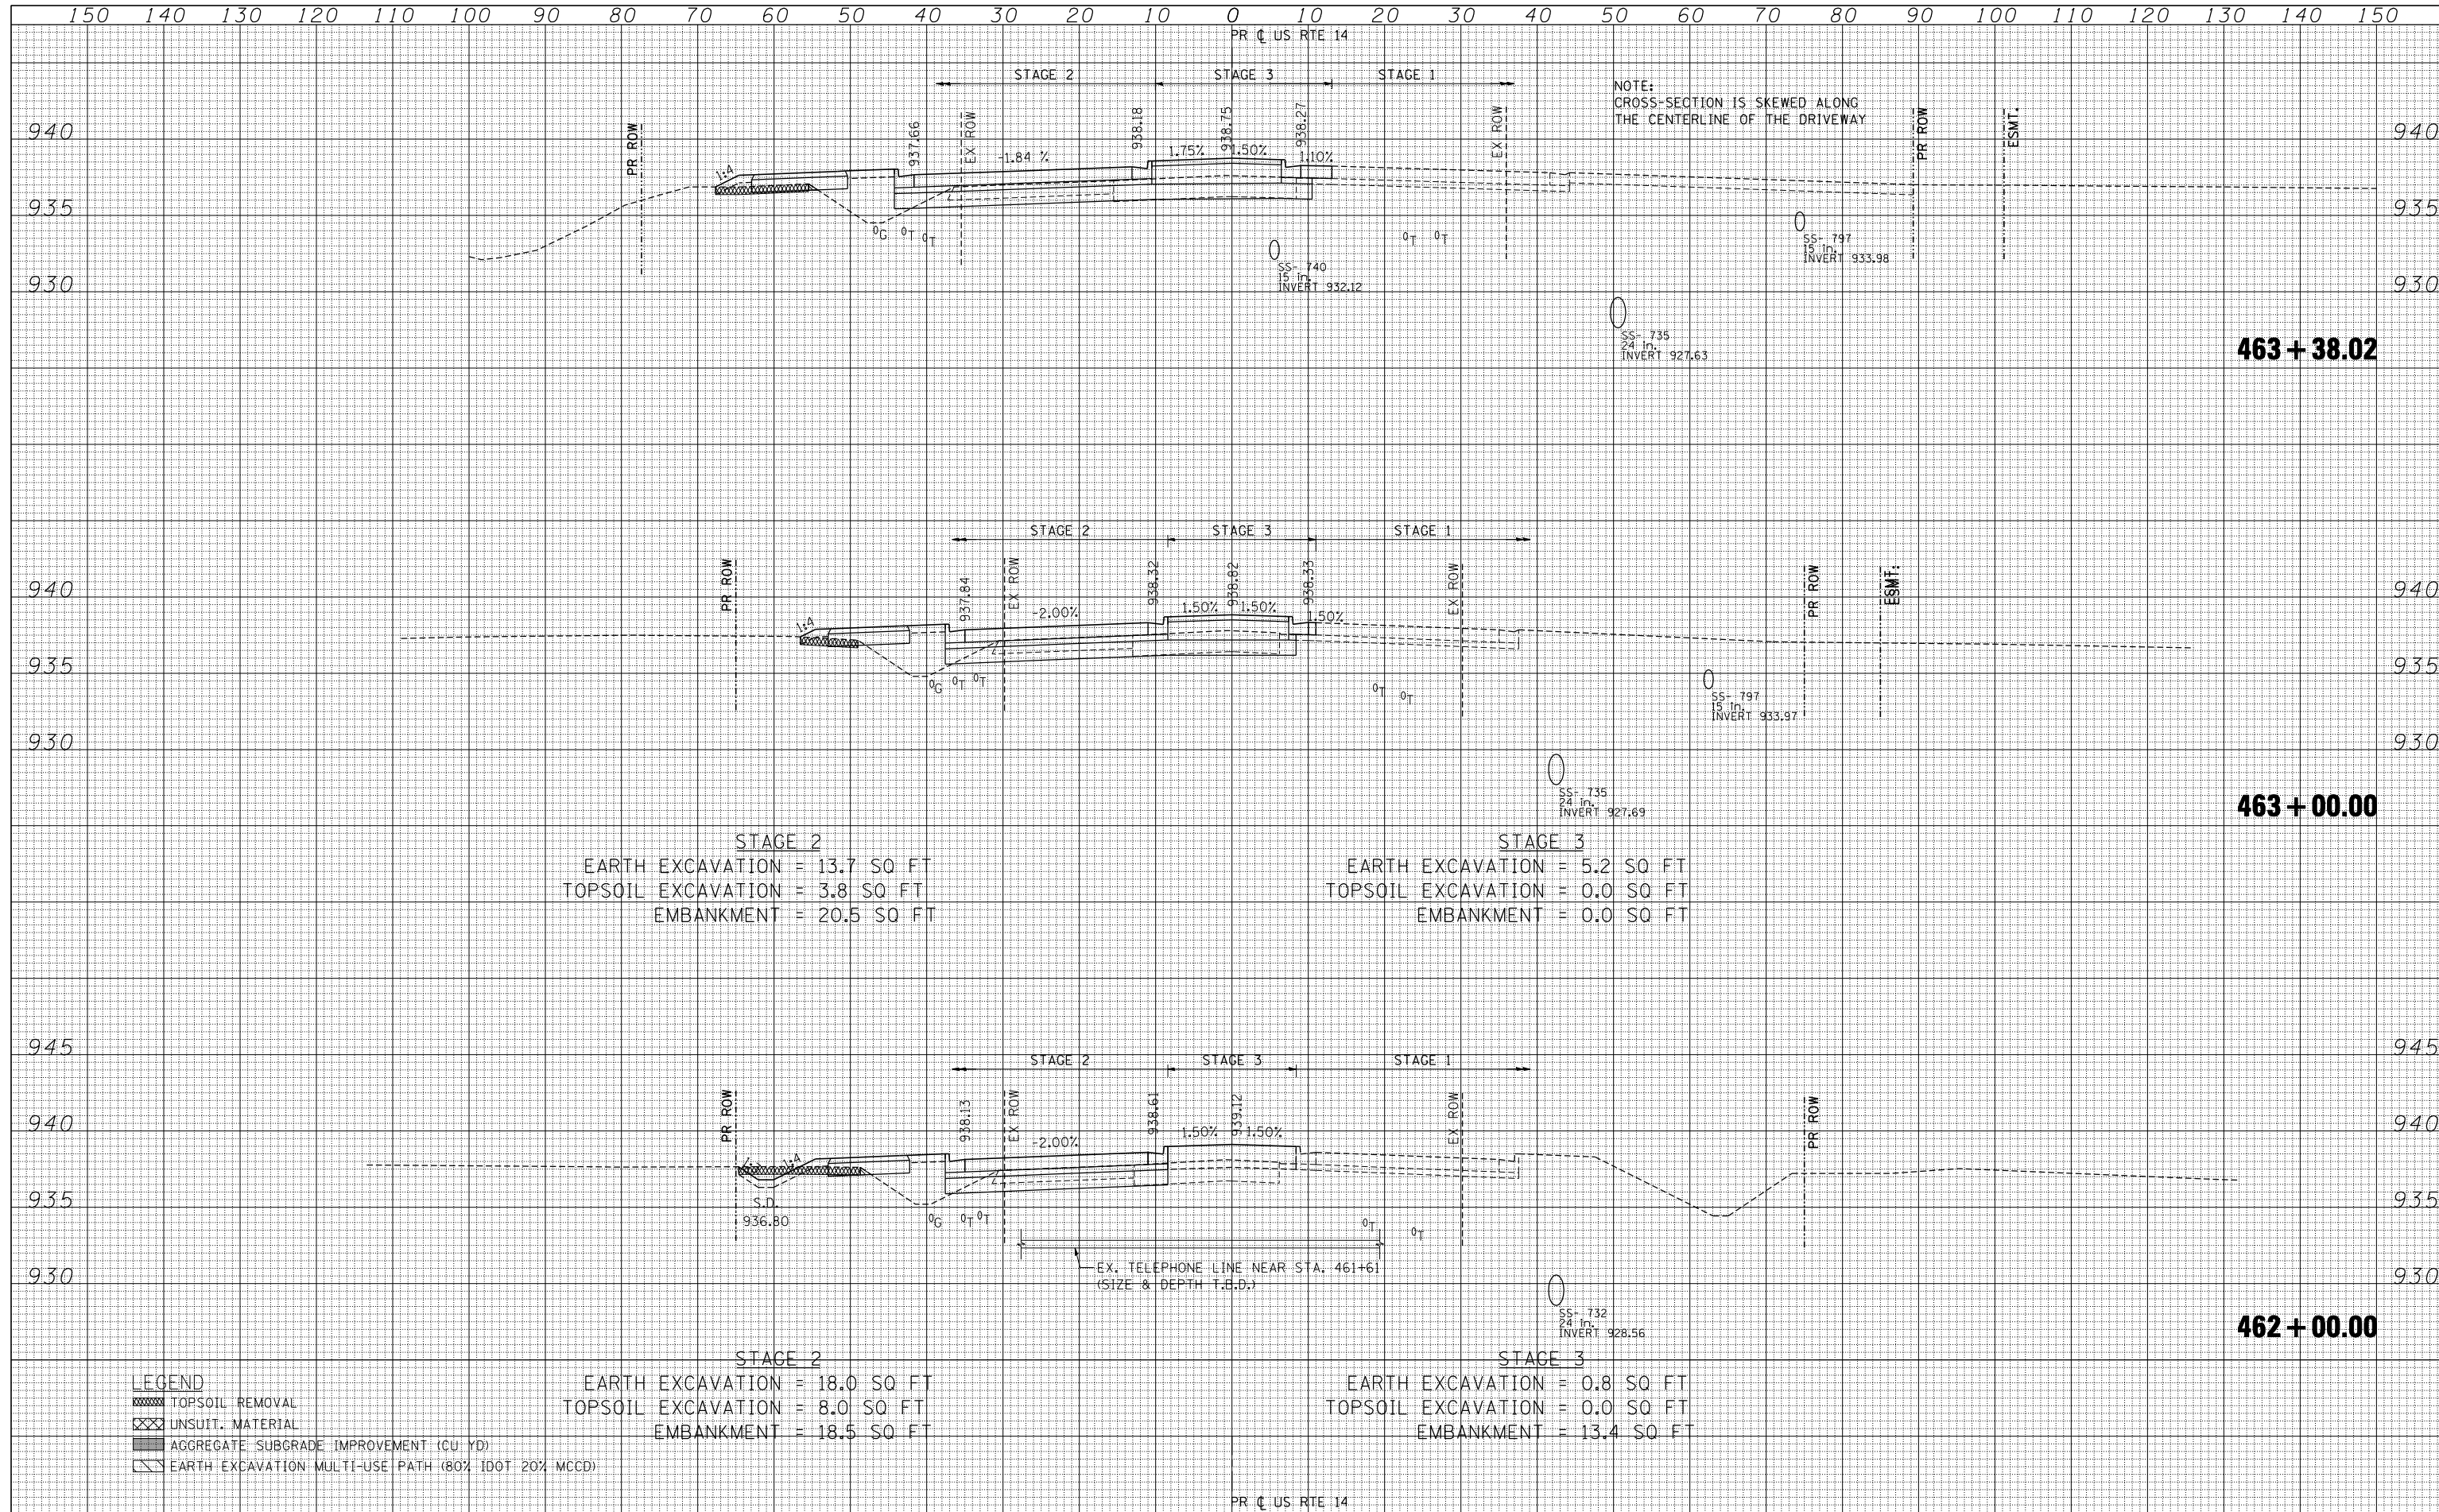 150 140 130 120 110 100 90 80 70 60 50 40 30 20 10 0 10 20 30 40 50 60 70 80 90 100 110 120 130 140 150
PR ℄ US RTE 14
STAGE 2 STAGE 3 STAGE 1
NOTE:
CROSS-SECTION IS SKEWED ALONG
THE CENTERLINE OF THE DRIVEWAY
940 940
935 935
930 930
PR ROW
1:4
937.66
EX ROW
-1.84 %
938.18
1.75%
938.75
1.50%
938.27
1.10%
EX ROW
PR ROW
ESMT.
G T T
T T
SS- 740
15 in.
INVERT 932.12
SS- 797
15 in.
INVERT 933.98
SS- 735
24 in.
INVERT 927.63
463+38.02
STAGE 2 STAGE 3 STAGE 1
940 940
935 935
930 930
PR ROW
1:4
937.84
EX ROW
-2.00%
938.32
1.50%
938.82
1.50%
938.33
1.50%
EX ROW
PR ROW
ESMT.
ESMT.
G T T
T T
SS- 797
15 in.
INVERT 933.97
SS- 735
24 in.
INVERT 927.69
463+00.00
STAGE 2
EARTH EXCAVATION = 13.7 SQ FT
TOPSOIL EXCAVATION = 3.8 SQ FT
EMBANKMENT = 20.5 SQ FT
STAGE 3
EARTH EXCAVATION = 5.2 SQ FT
TOPSOIL EXCAVATION = 0.0 SQ FT
EMBANKMENT = 0.0 SQ FT
945 945
940 940
935 935
930 930
STAGE 2 STAGE 3 STAGE 1
PR ROW
1:4
938.13
EX ROW
-2.00%
938.61
1.50%
939.12
1.50%
EX ROW
PR ROW
S.D.
936.80
G T T
T T
EX. TELEPHONE LINE NEAR STA. 461+61
(SIZE & DEPTH T.B.D.)
SS- 732
24 in.
INVERT 928.56
462+00.00
STAGE 2
EARTH EXCAVATION = 18.0 SQ FT
TOPSOIL EXCAVATION = 8.0 SQ FT
EMBANKMENT = 18.5 SQ FT
STAGE 3
EARTH EXCAVATION = 0.8 SQ FT
TOPSOIL EXCAVATION = 0.0 SQ FT
EMBANKMENT = 13.4 SQ FT
LEGEND
TOPSOIL REMOVAL
UNSUIT. MATERIAL
AGGREGATE SUBGRADE IMPROVEMENT (CU YD)
EARTH EXCAVATION MULTI-USE PATH (80% IDOT 20% MCCD)
PR ℄ US RTE 14